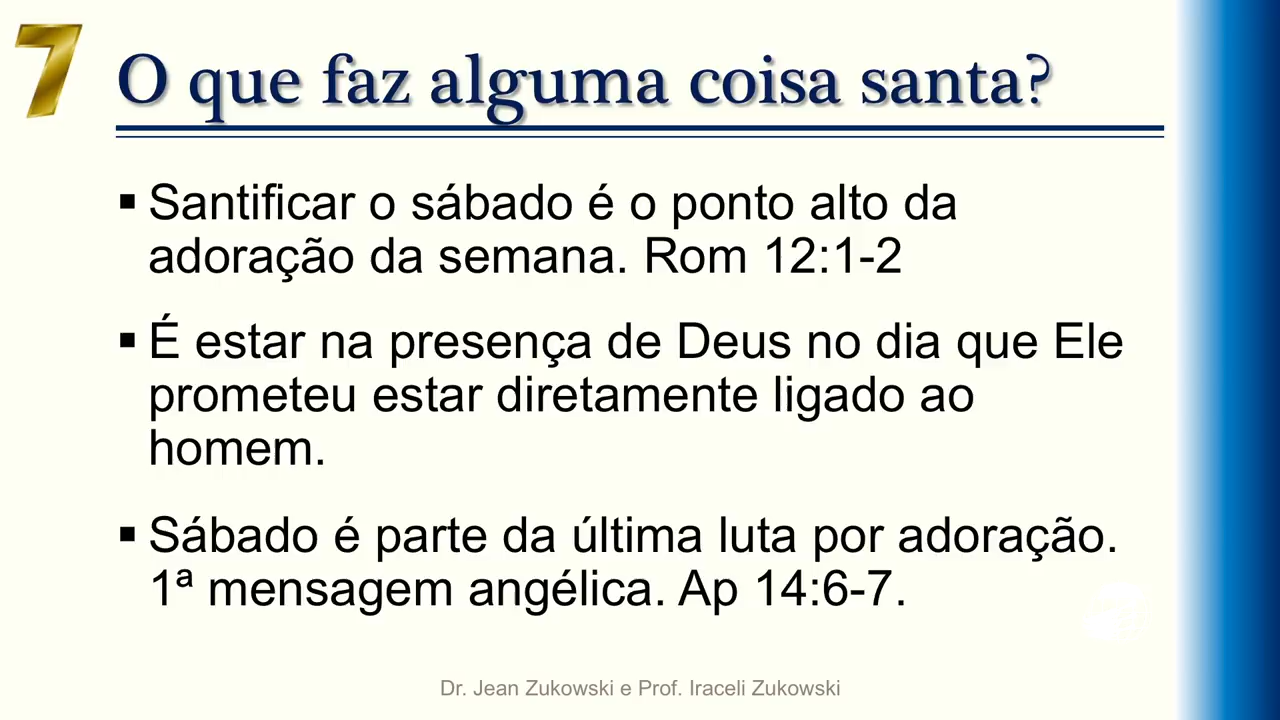 7
O que faz alguma coisa santa?
▪ Santificar o sábado é o ponto alto da
adoração da semana. Rom 12:1-2
▪ É estar na presença de Deus no dia que Ele
prometeu estar diretamente ligado ao
homem.
▪ Sábado é parte da última luta por adoração.
1ª mensagem angélica. Ap 14:6-7.
Dr. Jean Zukowski e Prof. Iraceli Zukowski